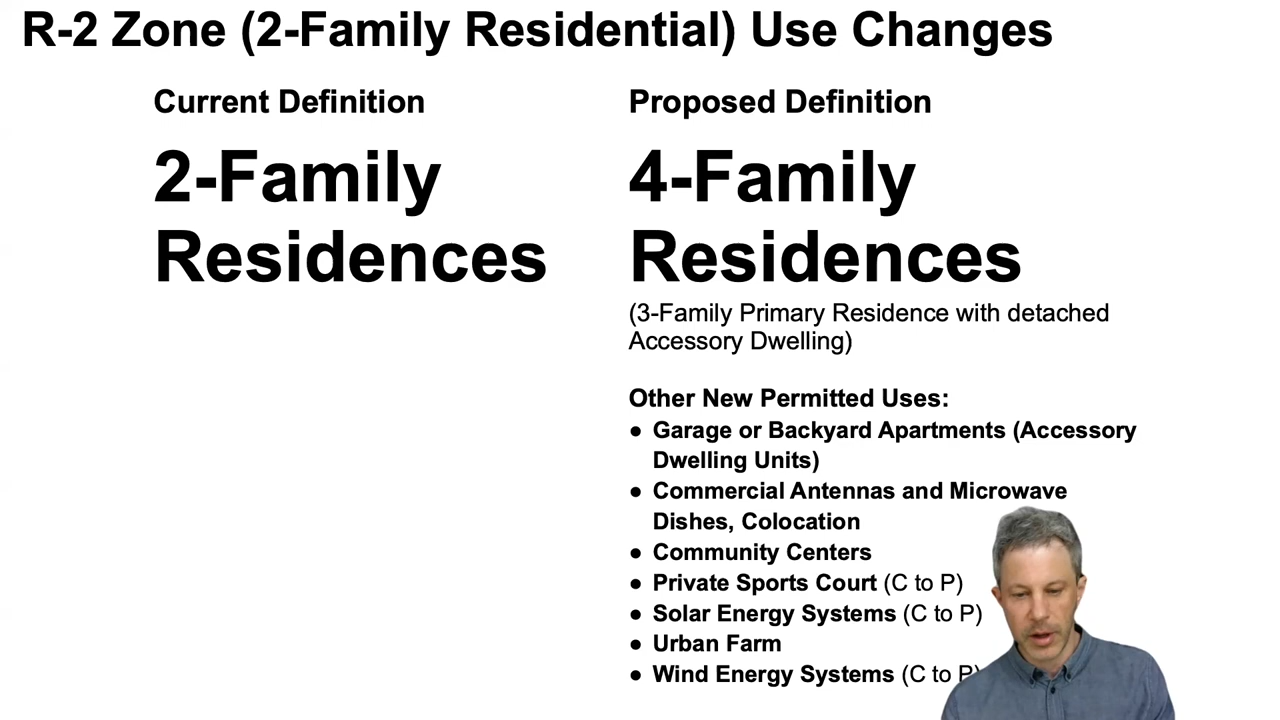 R-2 Zone (2-Family Residential) Use Changes
Current Definition
2-Family
Residences
Proposed Definition
4-Family
Residences
(3-Family Primary Residence with detached
Accessory Dwelling)
Other New Permitted Uses:
● Garage or Backyard Apartments (Accessory
Dwelling Units)
● Commercial Antennas and Microwave
Dishes, Colocation
● Community Centers
● Private Sports Court (C to P)
● Solar Energy Systems (C to P)
● Urban Farm
● Wind Energy Systems (C to P)